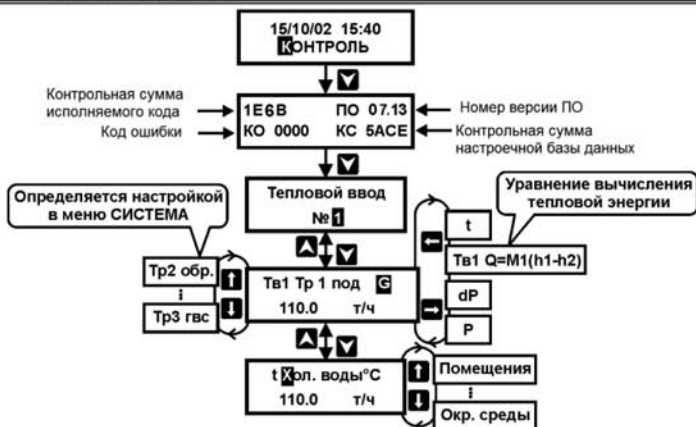 15/10/02 15:40
КОНТРОЛЬ
Контрольная сумма
исполняемого кода
Код ошибки
1E6B ПО 07.13
КО 0000 КС 5ACE
Номер версии ПО
Контрольная сумма
настроечной базы данных
Тепловой ввод
№ 1
Определяется настройкой
в меню СИСТЕМА
Уравнение вычисления
тепловой энергии
Тр2 обр.
Тр3 гвс
Тв1 Тр 1 под G
110.0 т/ч
t
Тв1 Q=M1(h1-h2)
dP
P
t Хол. воды°С
110.0 т/ч
Помещения
Окр. среды